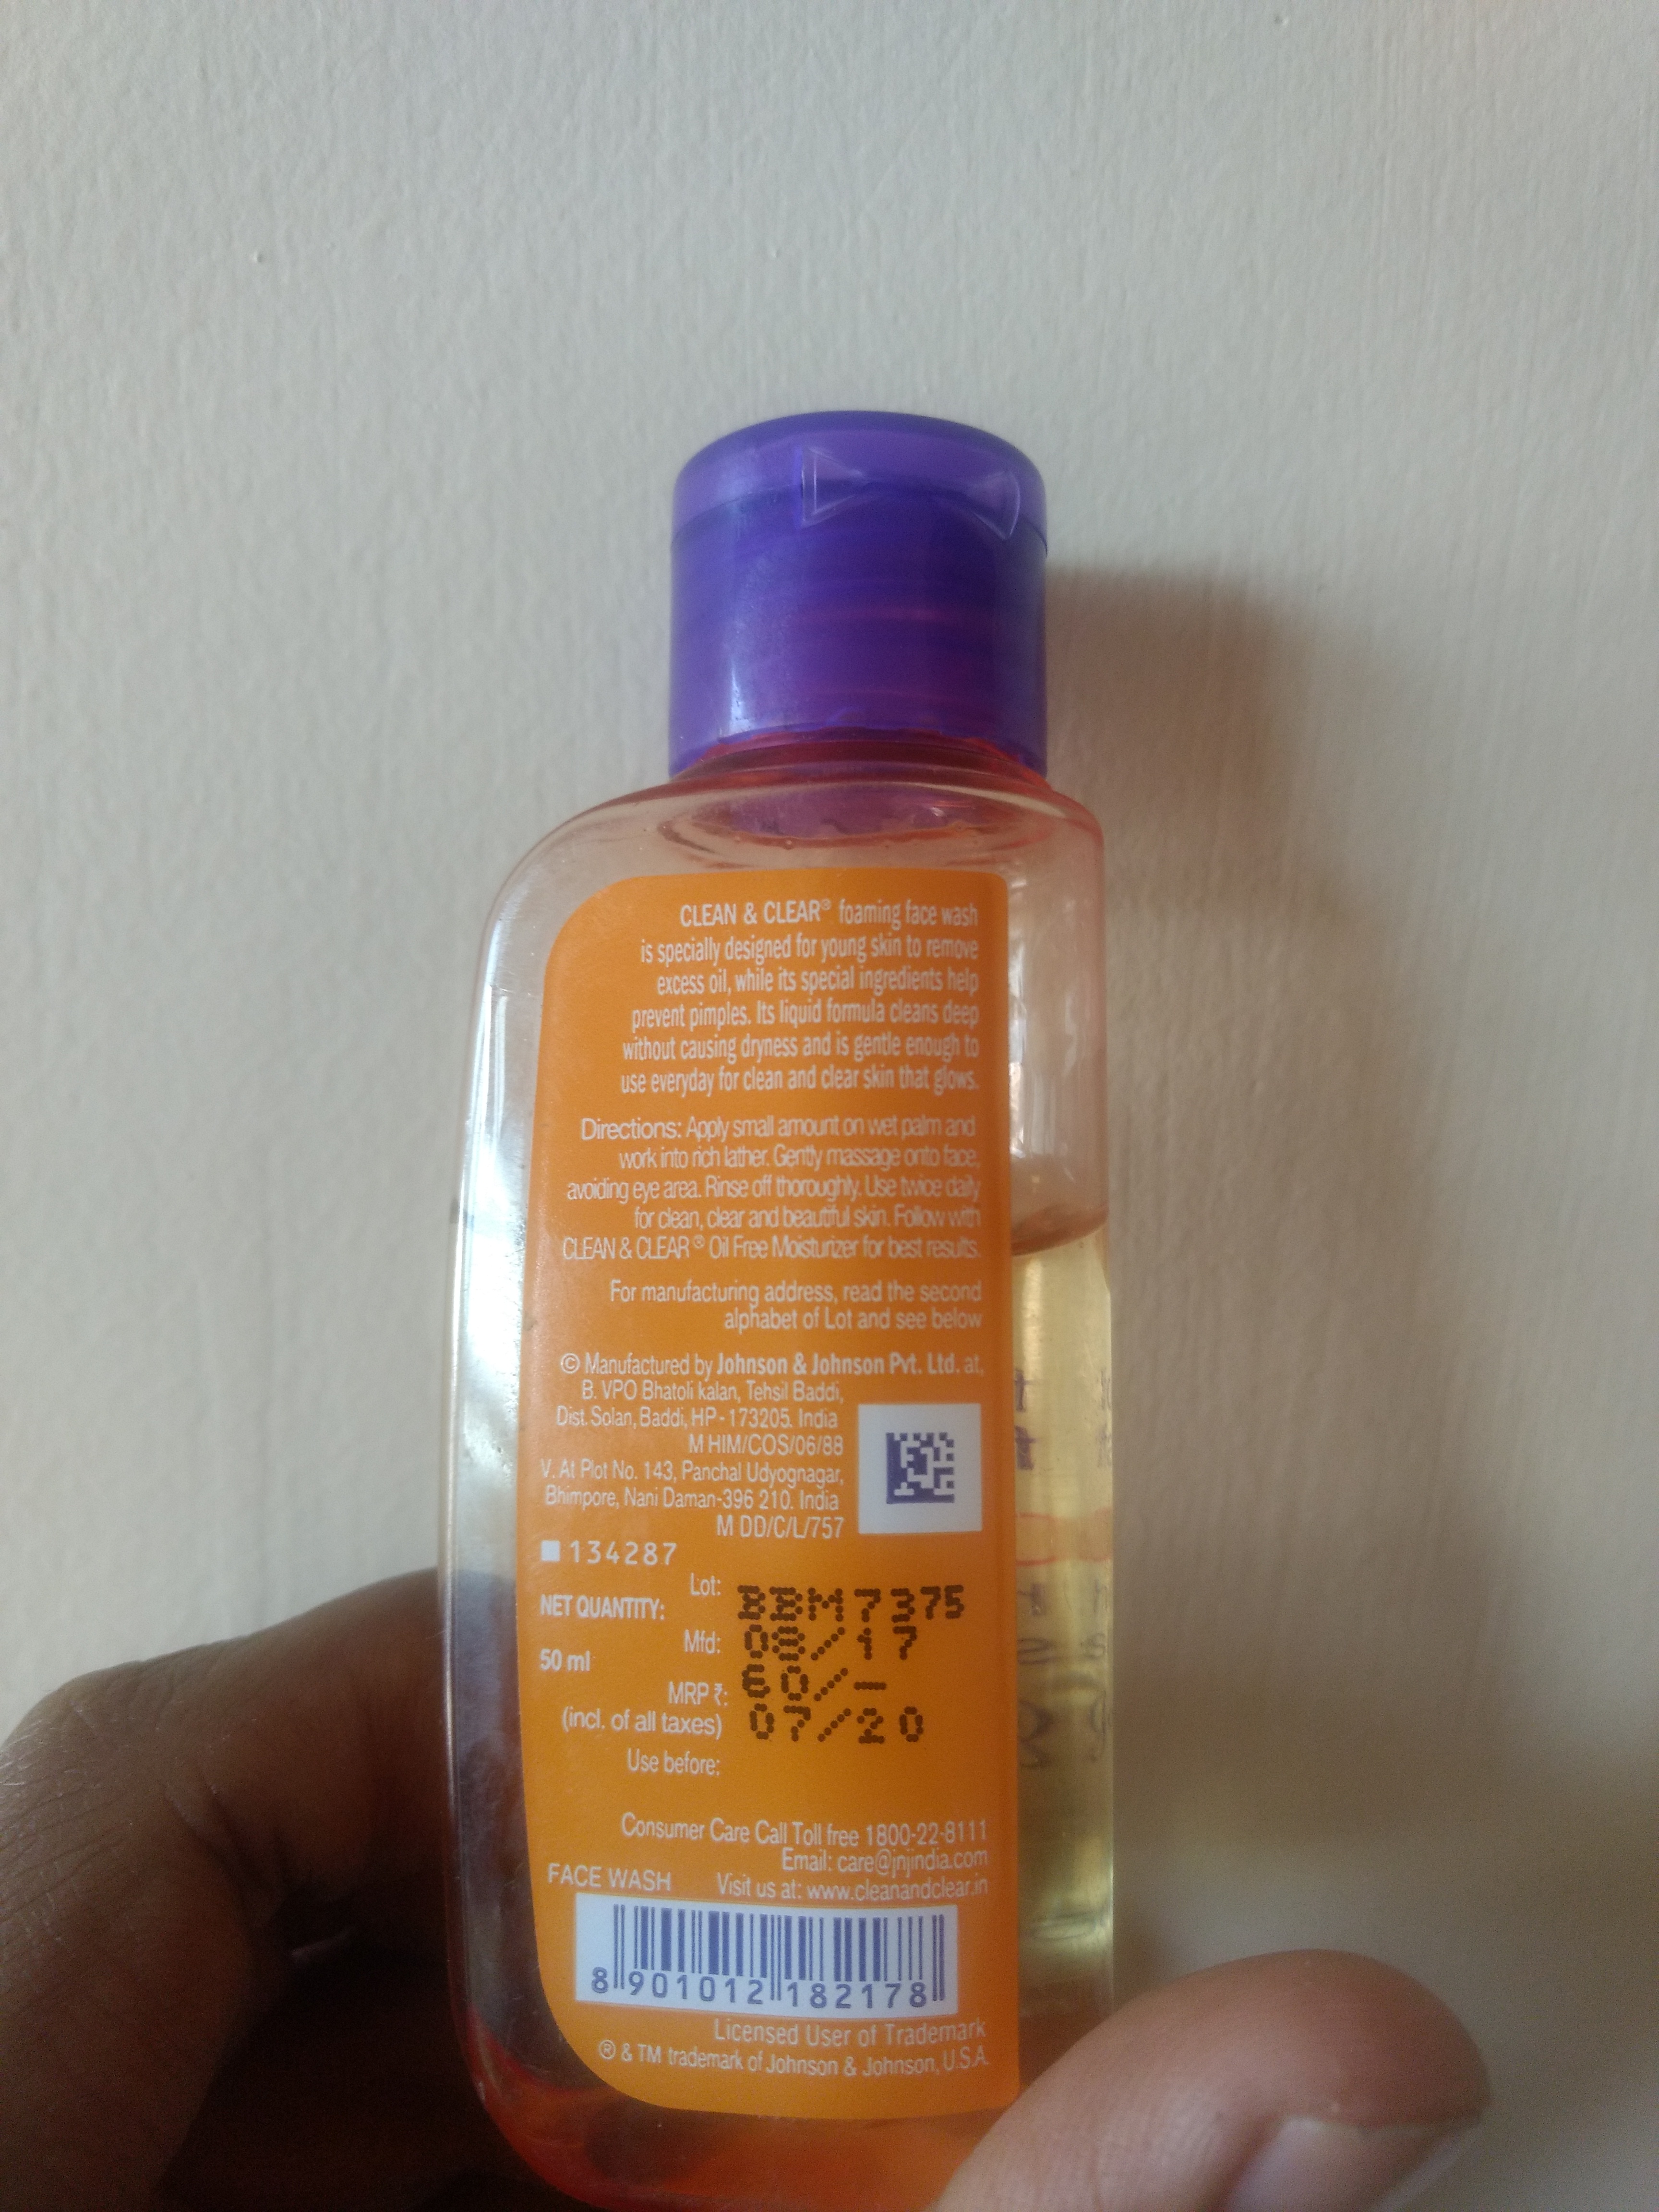 CLEAN & CLEAR® foaming face wash
is specially designed for young skin to remove
excess oil, while its special ingredients help
prevent pimples. Its liquid formula cleans deep
without causing dryness and is gentle enough to
use everyday for clean and clear skin that glows.
Directions: Apply small amount on wet palm and
work into rich lather. Gently massage onto face,
avoiding eye area. Rinse off thoroughly. Use twice daily
for clean, clear and beautiful skin. Follow with
CLEAN & CLEAR® Oil Free Moisturizer for best results.
For manufacturing address, read the second
alphabet of Lot and see below
© Manufactured by Johnson & Johnson Pvt. Ltd. at,
B. VPO Bhatoli kalan, Tehsil Baddi,
Dist. Solan, Baddi, HP - 173205. India
M HIM/COS/06/88
V. At Plot No. 143, Panchal Udyognagar,
Bhimpore, Nani Daman-396 210. India
M DD/C/L/757
134287
Lot: BBM7375
NET QUANTITY:
50 ml
Mfd: 08/17
MRP ₹: 60/-
(incl. of all taxes)
Use before: 07/20
Consumer Care Call Toll free 1800-22-8111
Email: care@jnjindia.com
FACE WASH Visit us at: www.cleanandclear.in
8 901012 182178
Licensed User of Trademark
® & TM trademark of Johnson & Johnson, U.S.A.